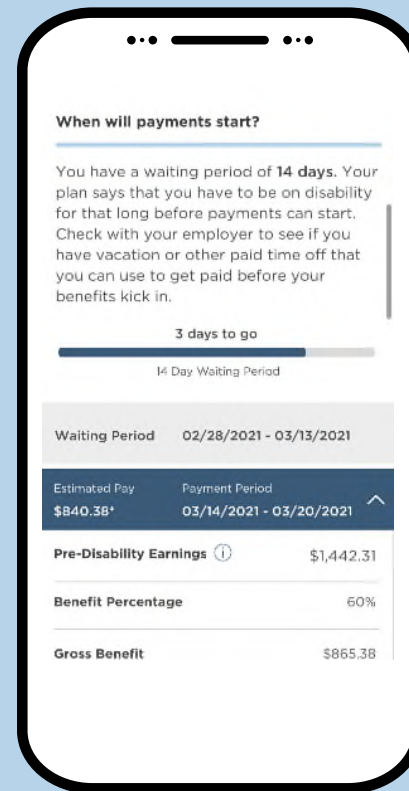 When will payments start?
You have a waiting period of 14 days. Your
plan says that you have to be on disability
for that long before payments can start.
Check with your employer to see if you
have vacation or other paid time off that
you can use to get paid before your
benefits kick in.
3 days to go
14 Day Waiting Period
Waiting Period 02/28/2021 - 03/13/2021
Estimated Pay Payment Period
$840.38* 03/14/2021 - 03/20/2021
Pre-Disability Earnings ⓘ $1,442.31
Benefit Percentage 60%
Gross Benefit $865.38